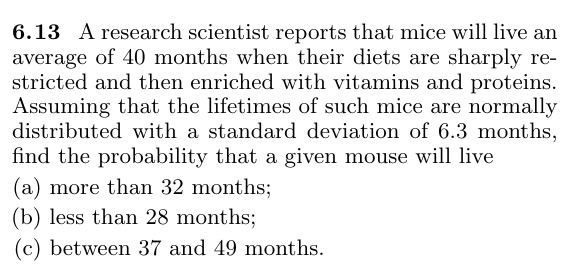 6.13 A research scientist reports that mice will live an
average of 40 months when their diets are sharply re-
stricted and then enriched with vitamins and proteins.
Assuming that the lifetimes of such mice are normally
distributed with a standard deviation of 6.3 months,
find the probability that a given mouse will live
(a) more than 32 months;
(b) less than 28 months;
(c) between 37 and 49 months.